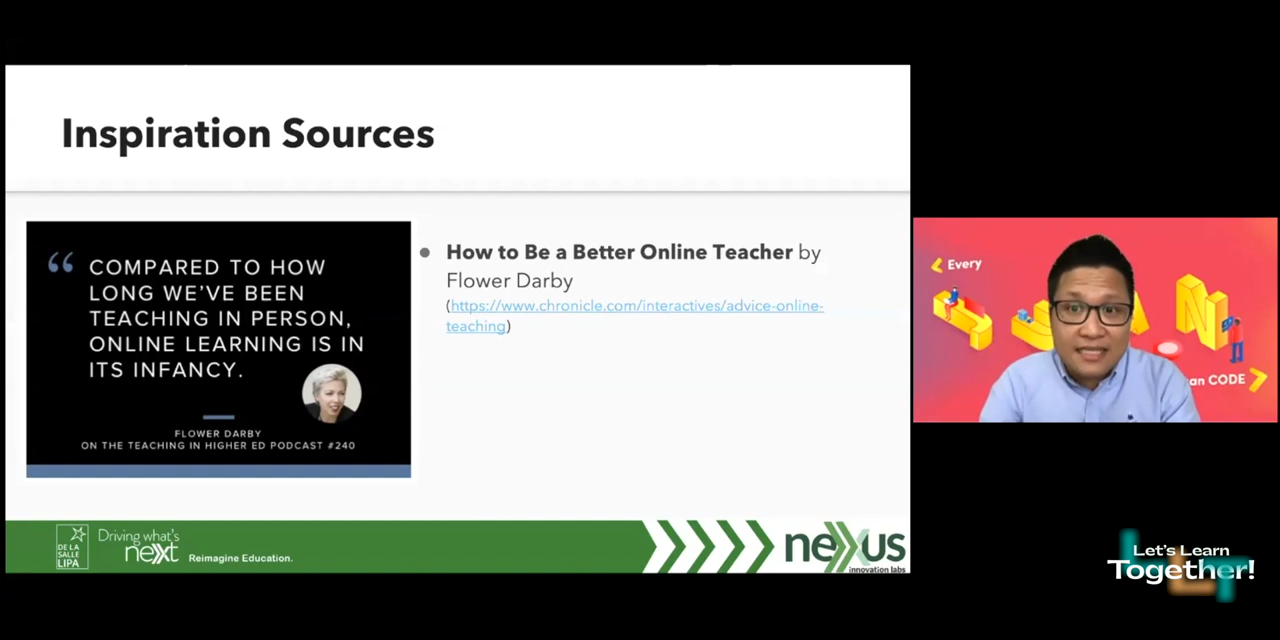 Inspiration Sources
“
COMPARED TO HOW
LONG WE'VE BEEN
TEACHING IN PERSON,
ONLINE LEARNING IS IN
ITS INFANCY.
FLOWER DARBY
ON THE TEACHING IN HIGHER ED PODCAST #240
• How to Be a Better Online Teacher by
Flower Darby
(https://www.chronicle.com/interactives/advice-online-
teaching)
DE LA
SALLE
LIPA
Driving what's
next
Reimagine Education.
nexus
innovation labs
< Every
JUAN
an CODE >
Let's Learn
Together!